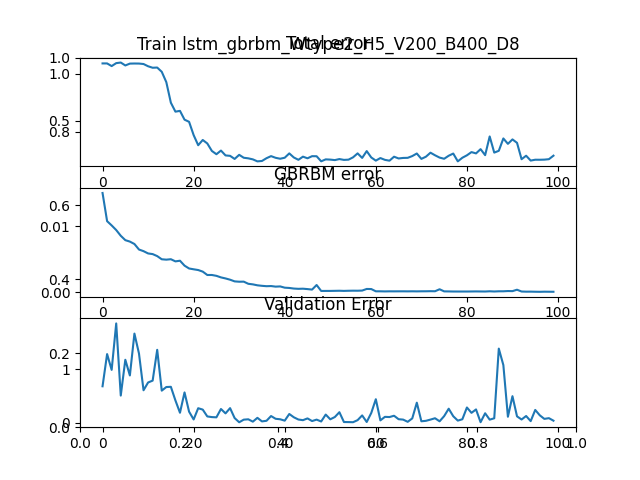 Train lstm_gbrbm_Wtype2_H5_V200_B400_D8
Total error
1.0
1.0
0.5
0.8
0 20 40 60 80 100
GBRBM error
0.6
0.01
0.4
0.00
0 20 40 60 80 100
Validation Error
0.2
1
0
0.0
0.0 0 0.2 20 0.4 40 0.6 60 80 0.8 100 1.0